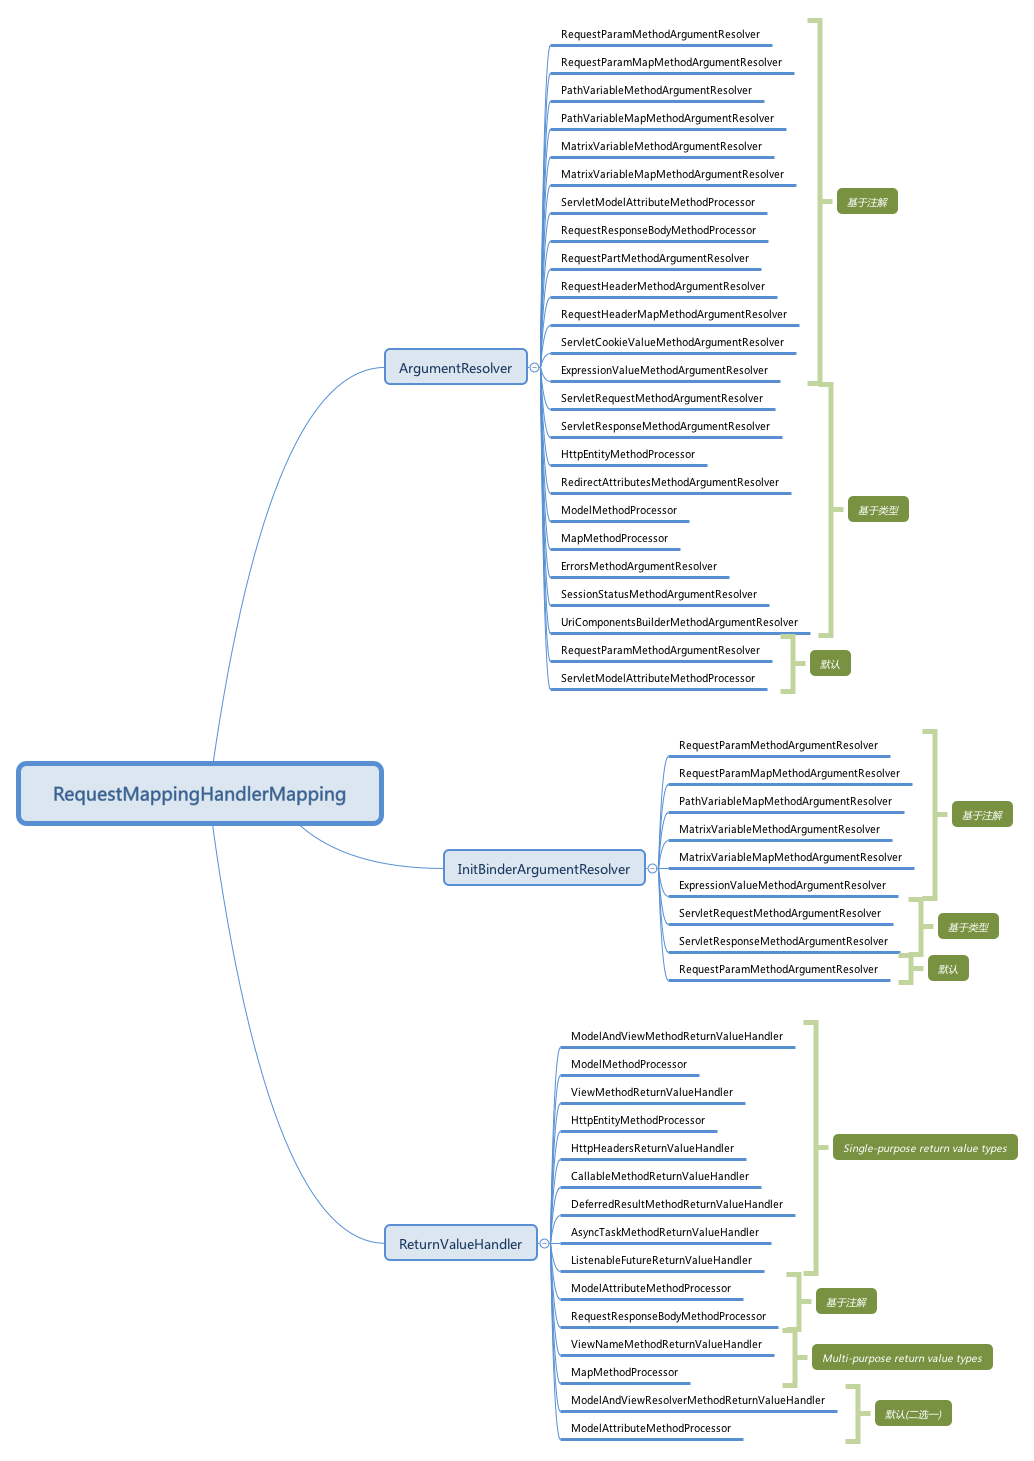 RequestMappingHandlerMapping
ArgumentResolver
RequestParamMethodArgumentResolver
RequestParamMapMethodArgumentResolver
PathVariableMethodArgumentResolver
PathVariableMapMethodArgumentResolver
MatrixVariableMethodArgumentResolver
MatrixVariableMapMethodArgumentResolver
ServletModelAttributeMethodProcessor
RequestResponseBodyMethodProcessor
RequestPartMethodArgumentResolver
RequestHeaderMethodArgumentResolver
RequestHeaderMapMethodArgumentResolver
ServletCookieValueMethodArgumentResolver
ExpressionValueMethodArgumentResolver
基于注解
ServletRequestMethodArgumentResolver
ServletResponseMethodArgumentResolver
HttpEntityMethodProcessor
RedirectAttributesMethodArgumentResolver
ModelMethodProcessor
MapMethodProcessor
ErrorsMethodArgumentResolver
SessionStatusMethodArgumentResolver
UriComponentsBuilderMethodArgumentResolver
基于类型
RequestParamMethodArgumentResolver
ServletModelAttributeMethodProcessor
默认
InitBinderArgumentResolver
RequestParamMethodArgumentResolver
RequestParamMapMethodArgumentResolver
PathVariableMapMethodArgumentResolver
MatrixVariableMethodArgumentResolver
MatrixVariableMapMethodArgumentResolver
ExpressionValueMethodArgumentResolver
基于注解
ServletRequestMethodArgumentResolver
ServletResponseMethodArgumentResolver
基于类型
RequestParamMethodArgumentResolver
默认
ReturnValueHandler
ModelAndViewMethodReturnValueHandler
ModelMethodProcessor
ViewMethodReturnValueHandler
HttpEntityMethodProcessor
HttpHeadersReturnValueHandler
CallableMethodReturnValueHandler
DeferredResultMethodReturnValueHandler
AsyncTaskMethodReturnValueHandler
ListenableFutureReturnValueHandler
Single-purpose return value types
ModelAttributeMethodProcessor
RequestResponseBodyMethodProcessor
基于注解
ViewNameMethodReturnValueHandler
MapMethodProcessor
Multi-purpose return value types
ModelAndViewResolverMethodReturnValueHandler
ModelAttributeMethodProcessor
默认(二选一)